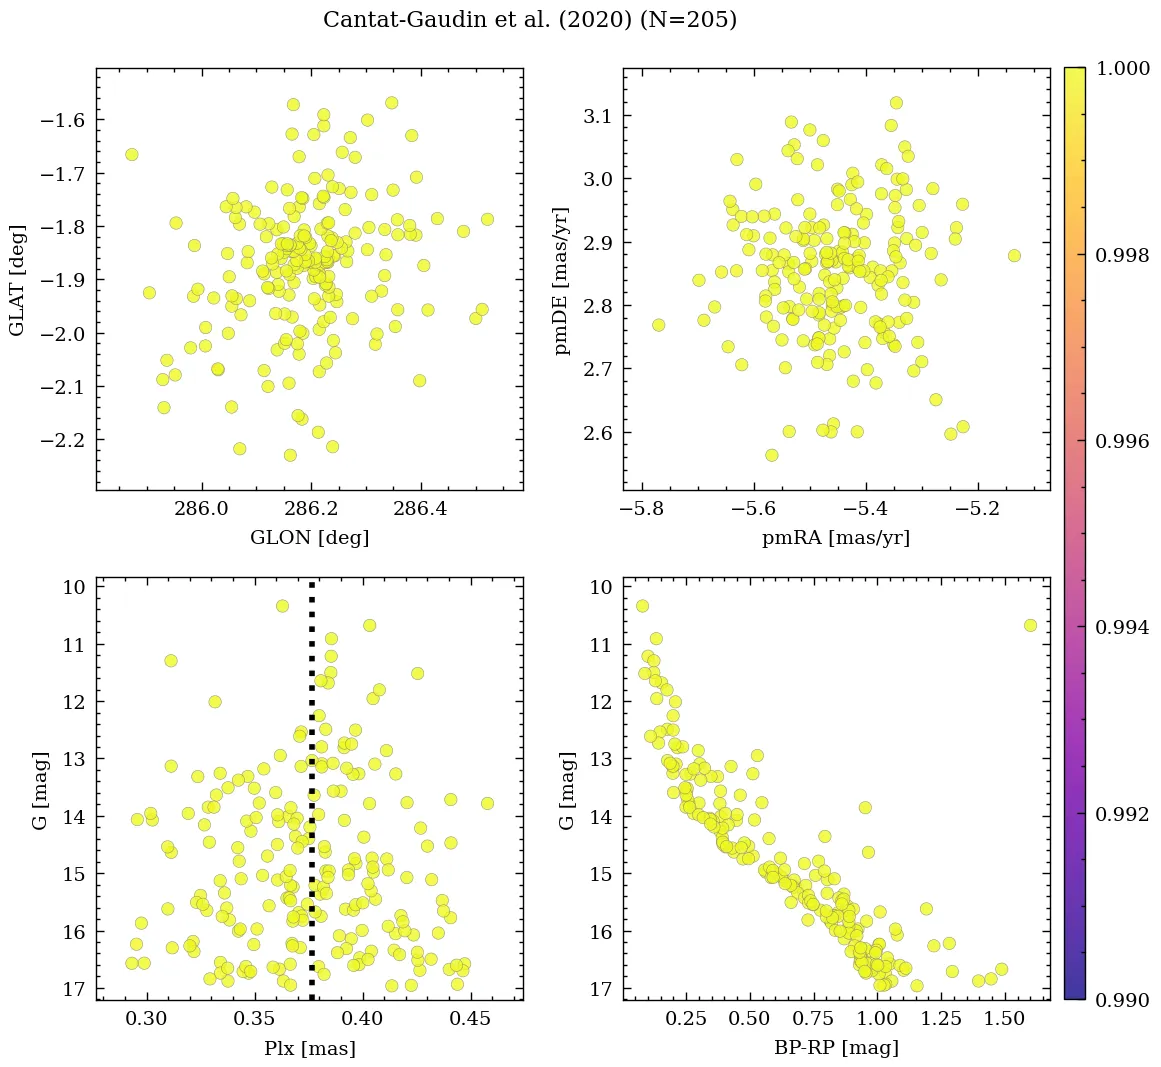 Cantat-Gaudin et al. (2020) (N=205)
−1.6
−1.7
−1.8
−1.9
−2.0
−2.1
−2.2
GLAT [deg]
286.0 286.2 286.4
GLON [deg]
3.1
3.0
2.9
2.8
2.7
2.6
pmDE [mas/yr]
−5.8 −5.6 −5.4 −5.2
pmRA [mas/yr]
10
11
12
13
14
15
16
17
G [mag]
0.30 0.35 0.40 0.45
Plx [mas]
10
11
12
13
14
15
16
17
G [mag]
0.25 0.50 0.75 1.00 1.25 1.50
BP-RP [mag]
1.000
0.998
0.996
0.994
0.992
0.990